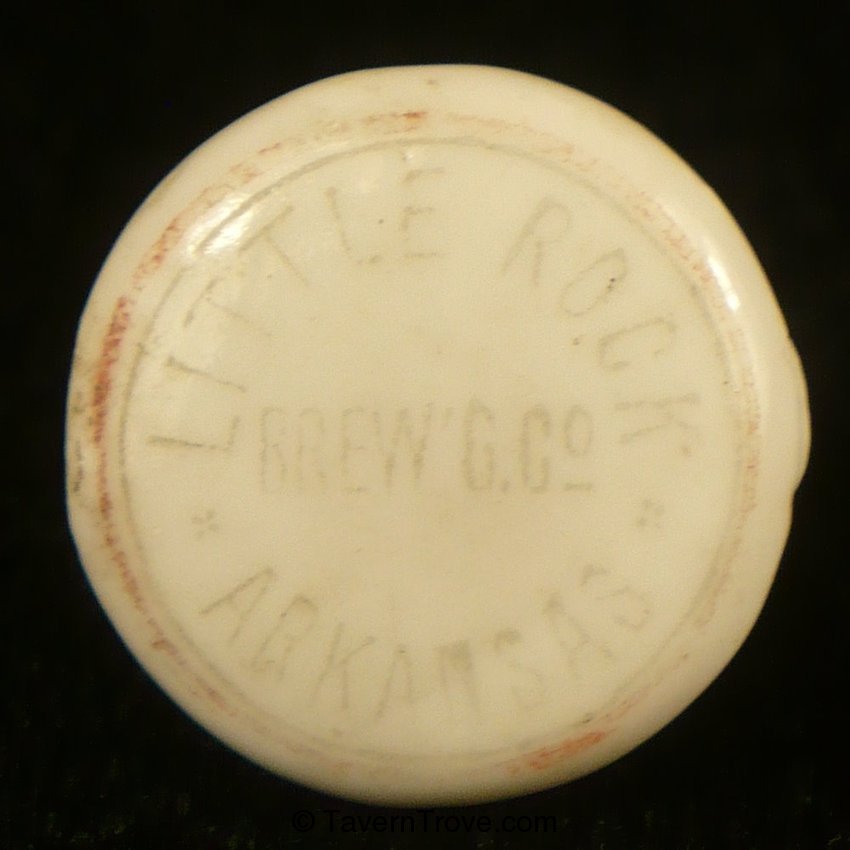 LITTLE ROCK
BREW'G. Cº
* ARKANSAS *
© TavernTrove.com